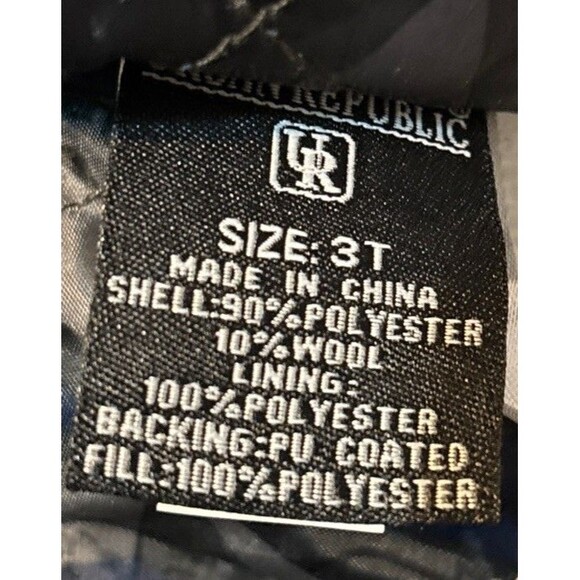 URBAN REPUBLIC
UR
SIZE: 3T
MADE IN CHINA
SHELL:90%POLYESTER
10%WOOL
LINING:
100%POLYESTER
BACKING:PU COATED
FILL:100%POLYESTER